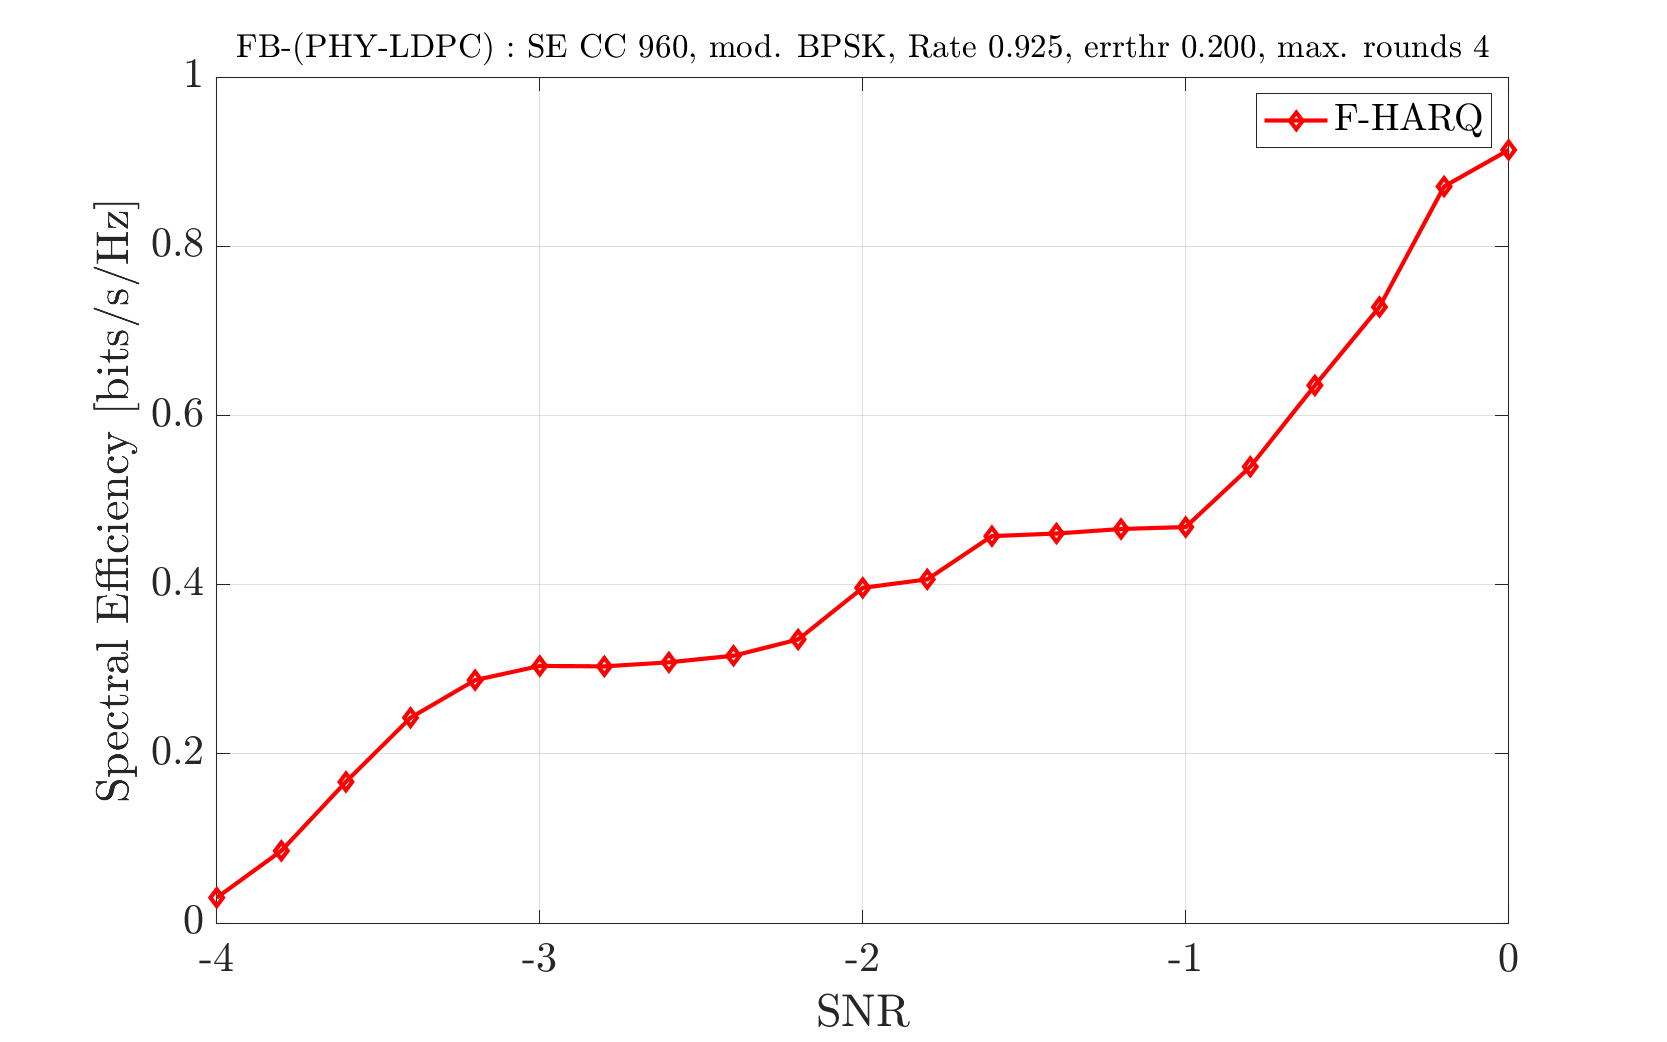 FB-(PHY-LDPC) : SE CC 960, mod. BPSK, Rate 0.925, errthr 0.200, max. rounds 4
F-HARQ
Spectral Efficiency [bits/s/Hz]
1
0.8
0.6
0.4
0.2
0
-4 -3 -2 -1 0
SNR